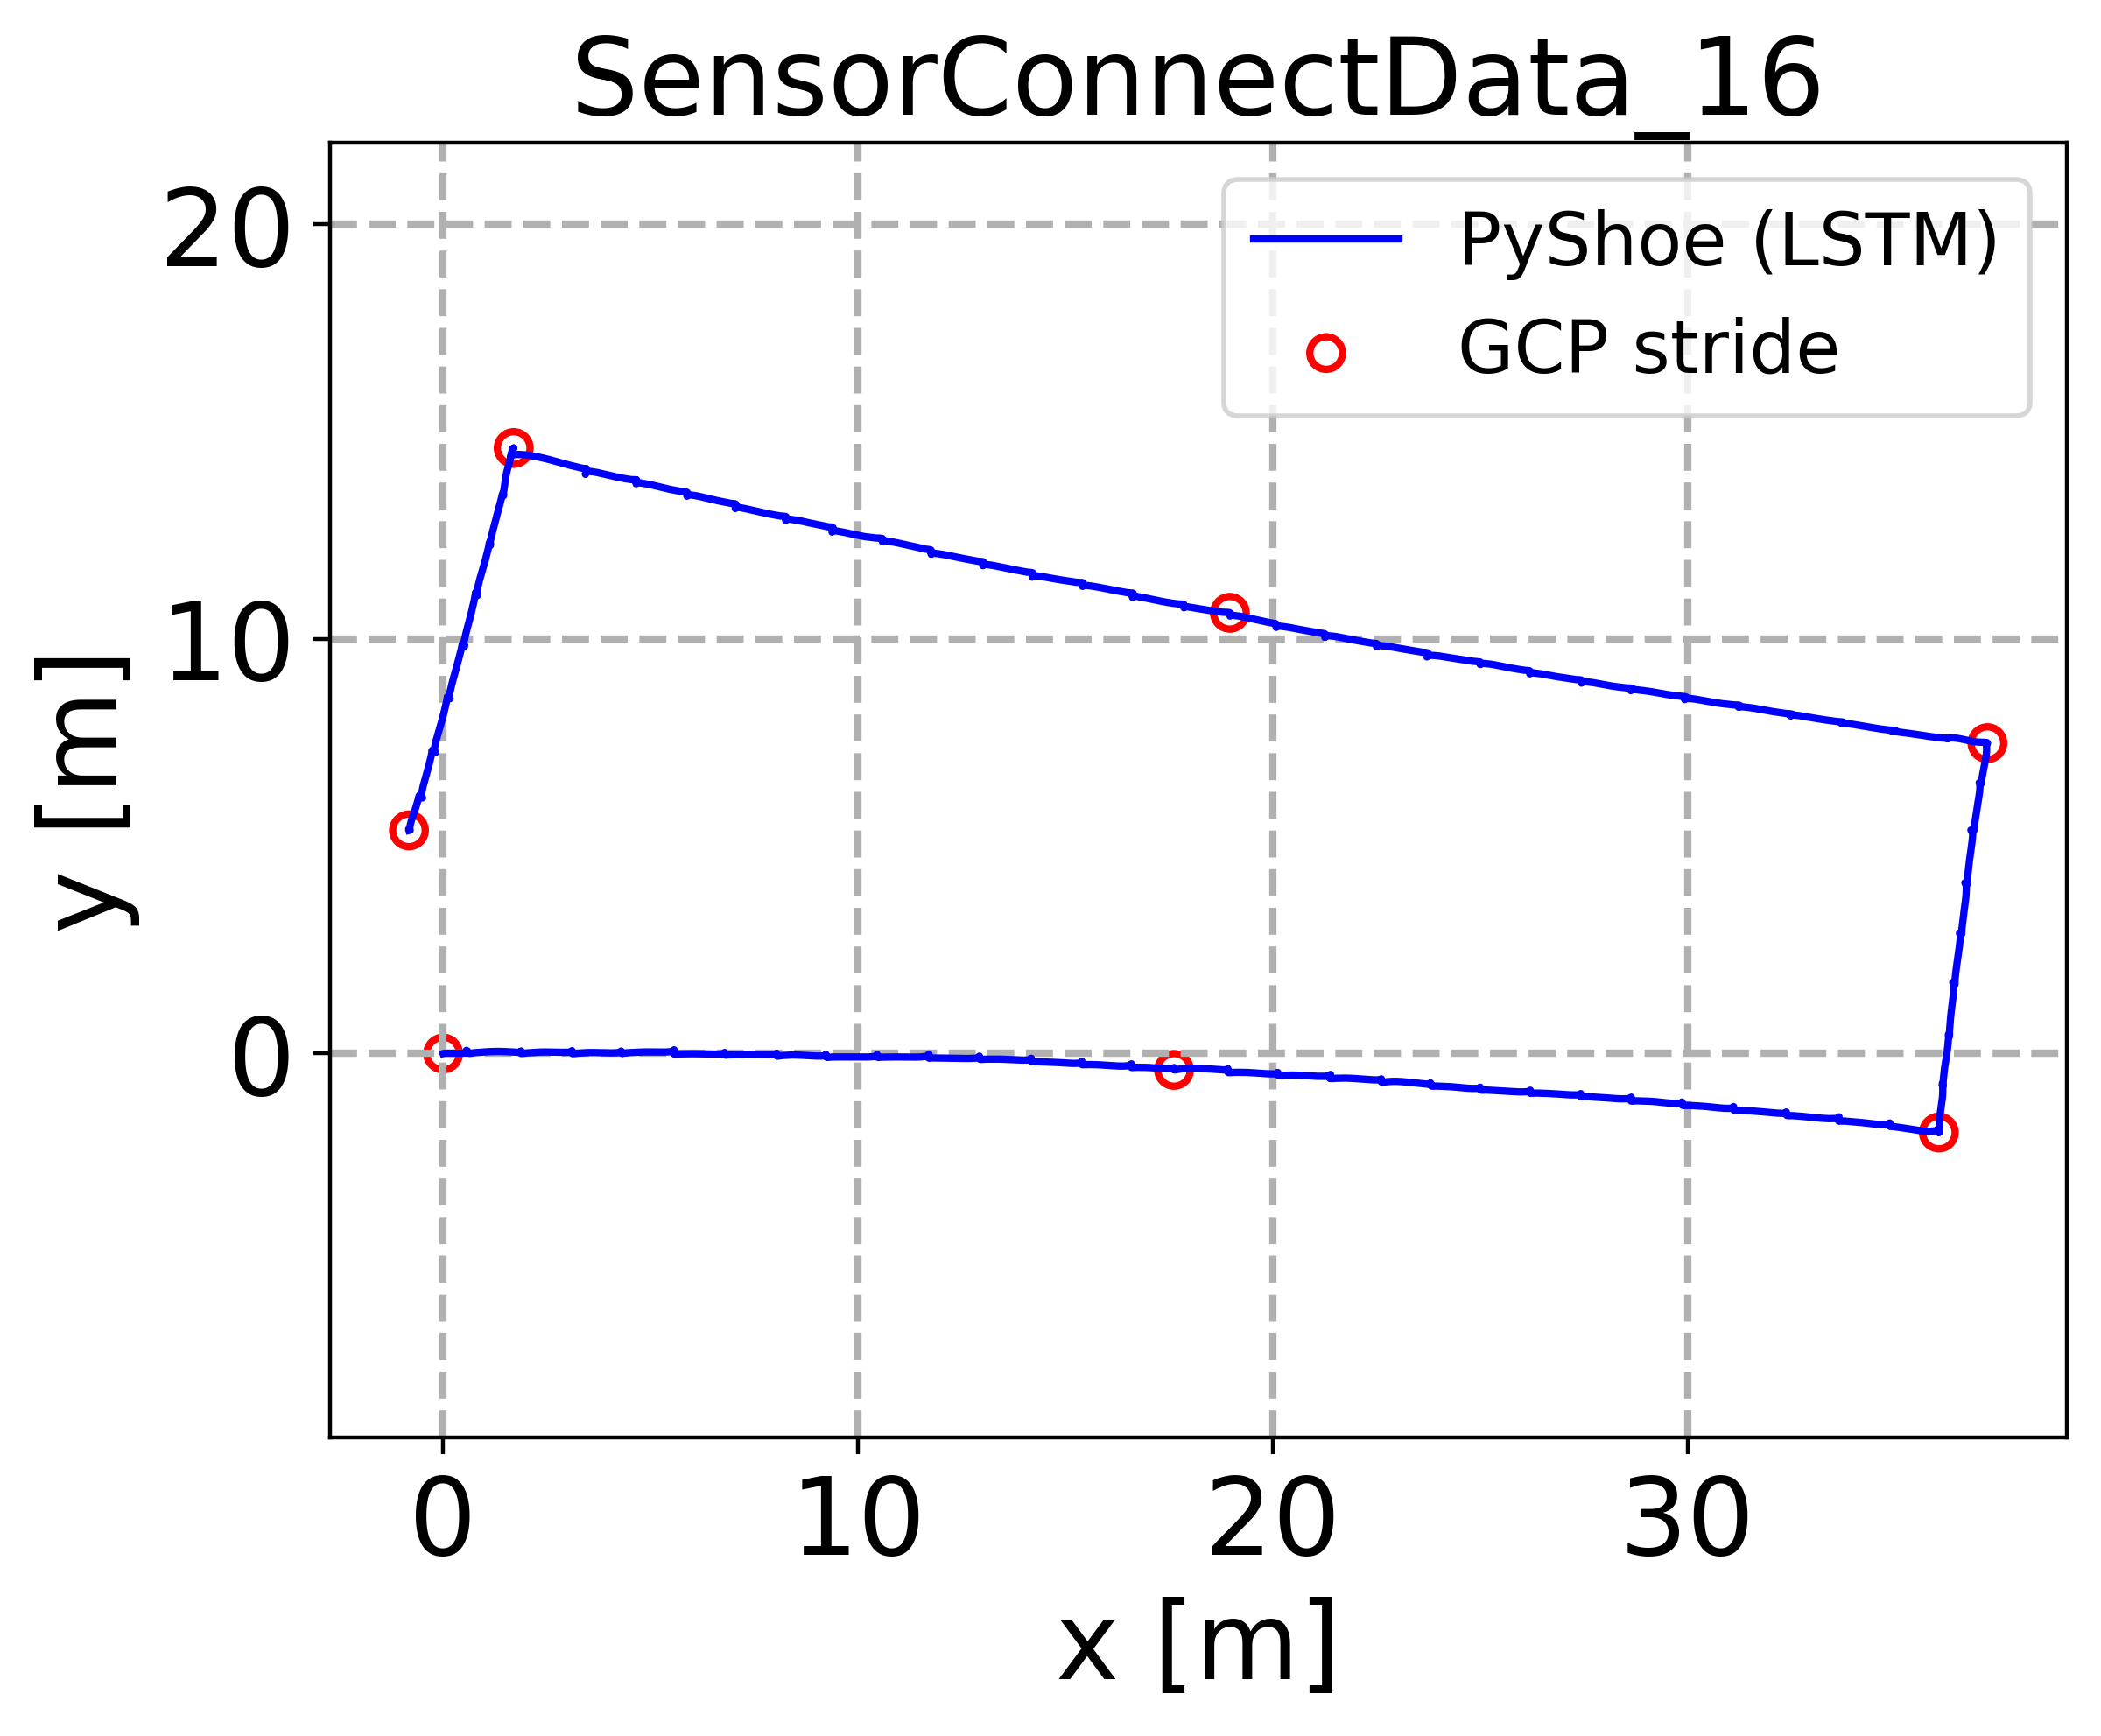 SensorConnectData_16
PyShoe (LSTM)
GCP stride
20
10
0
y [m]
0 10 20 30
x [m]